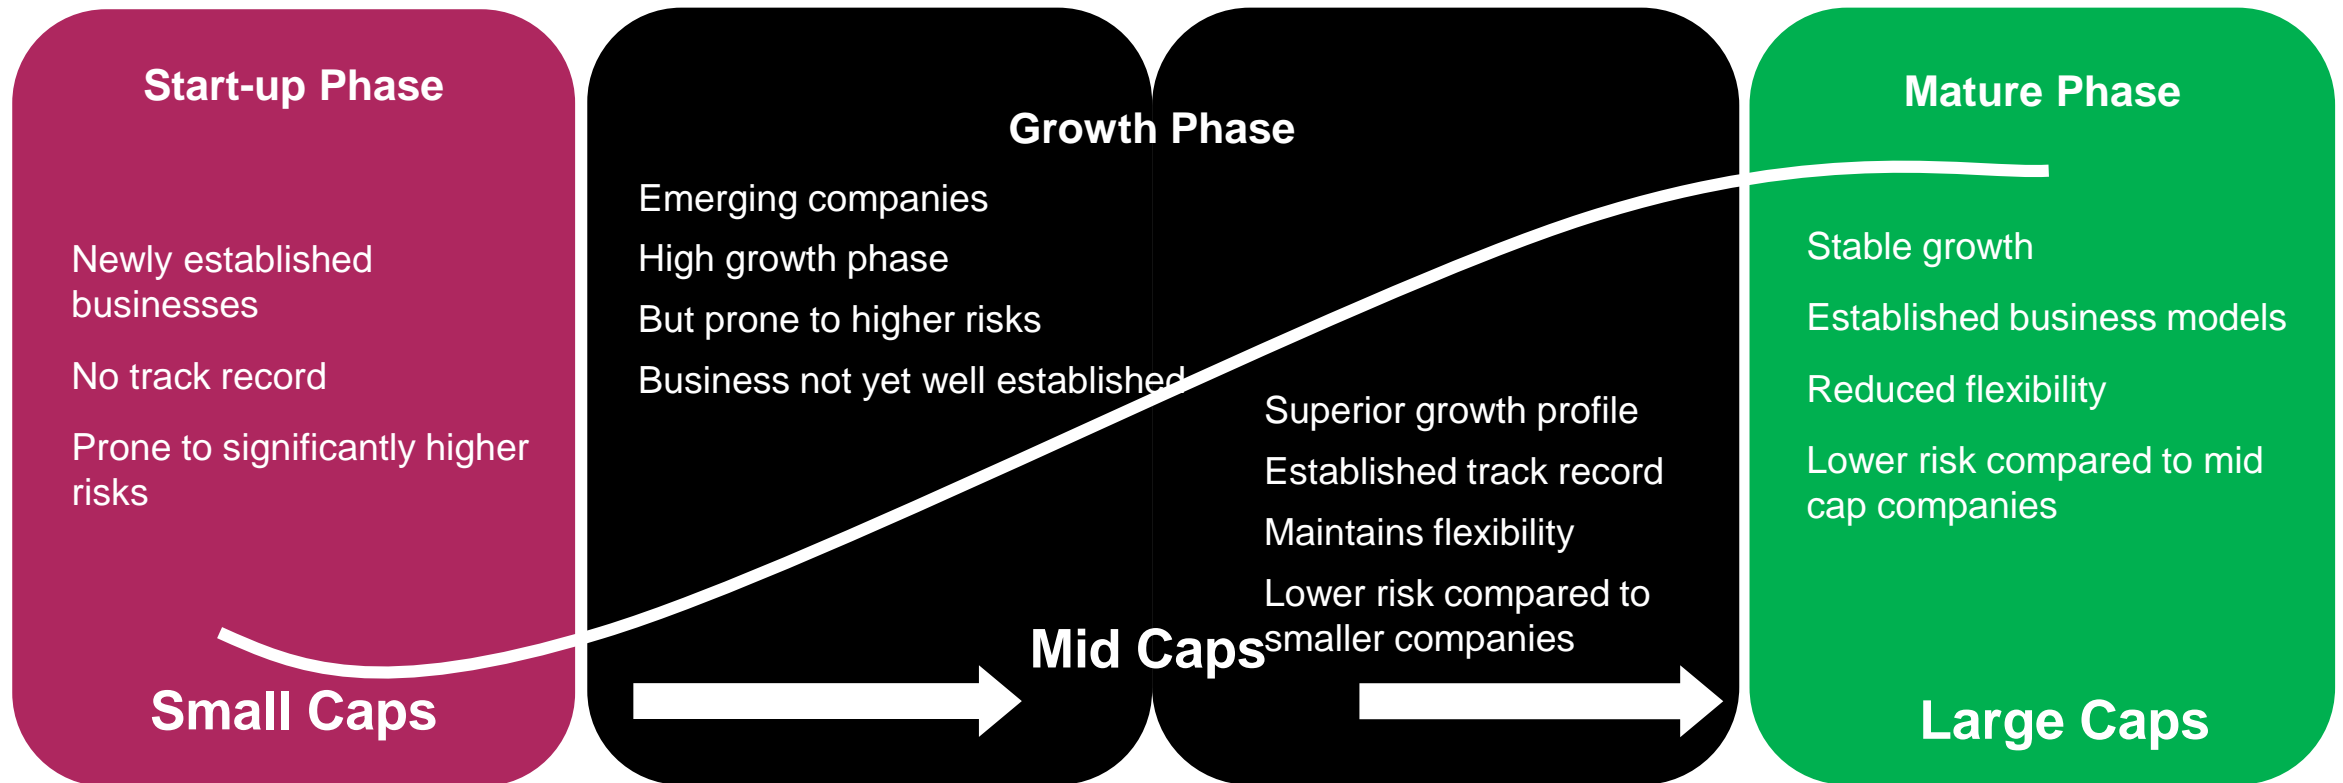 Start-up Phase
Newly established
businesses
No track record
Prone to significantly higher
risks
Small Caps
Growth Phase
Emerging companies
High growth phase
But prone to higher risks
Business not yet well established
Superior growth profile
Established track record
Maintains flexibility
Lower risk compared to
smaller companies
Mid Caps
Mature Phase
Stable growth
Established business models
Reduced flexibility
Lower risk compared to mid
cap companies
Large Caps